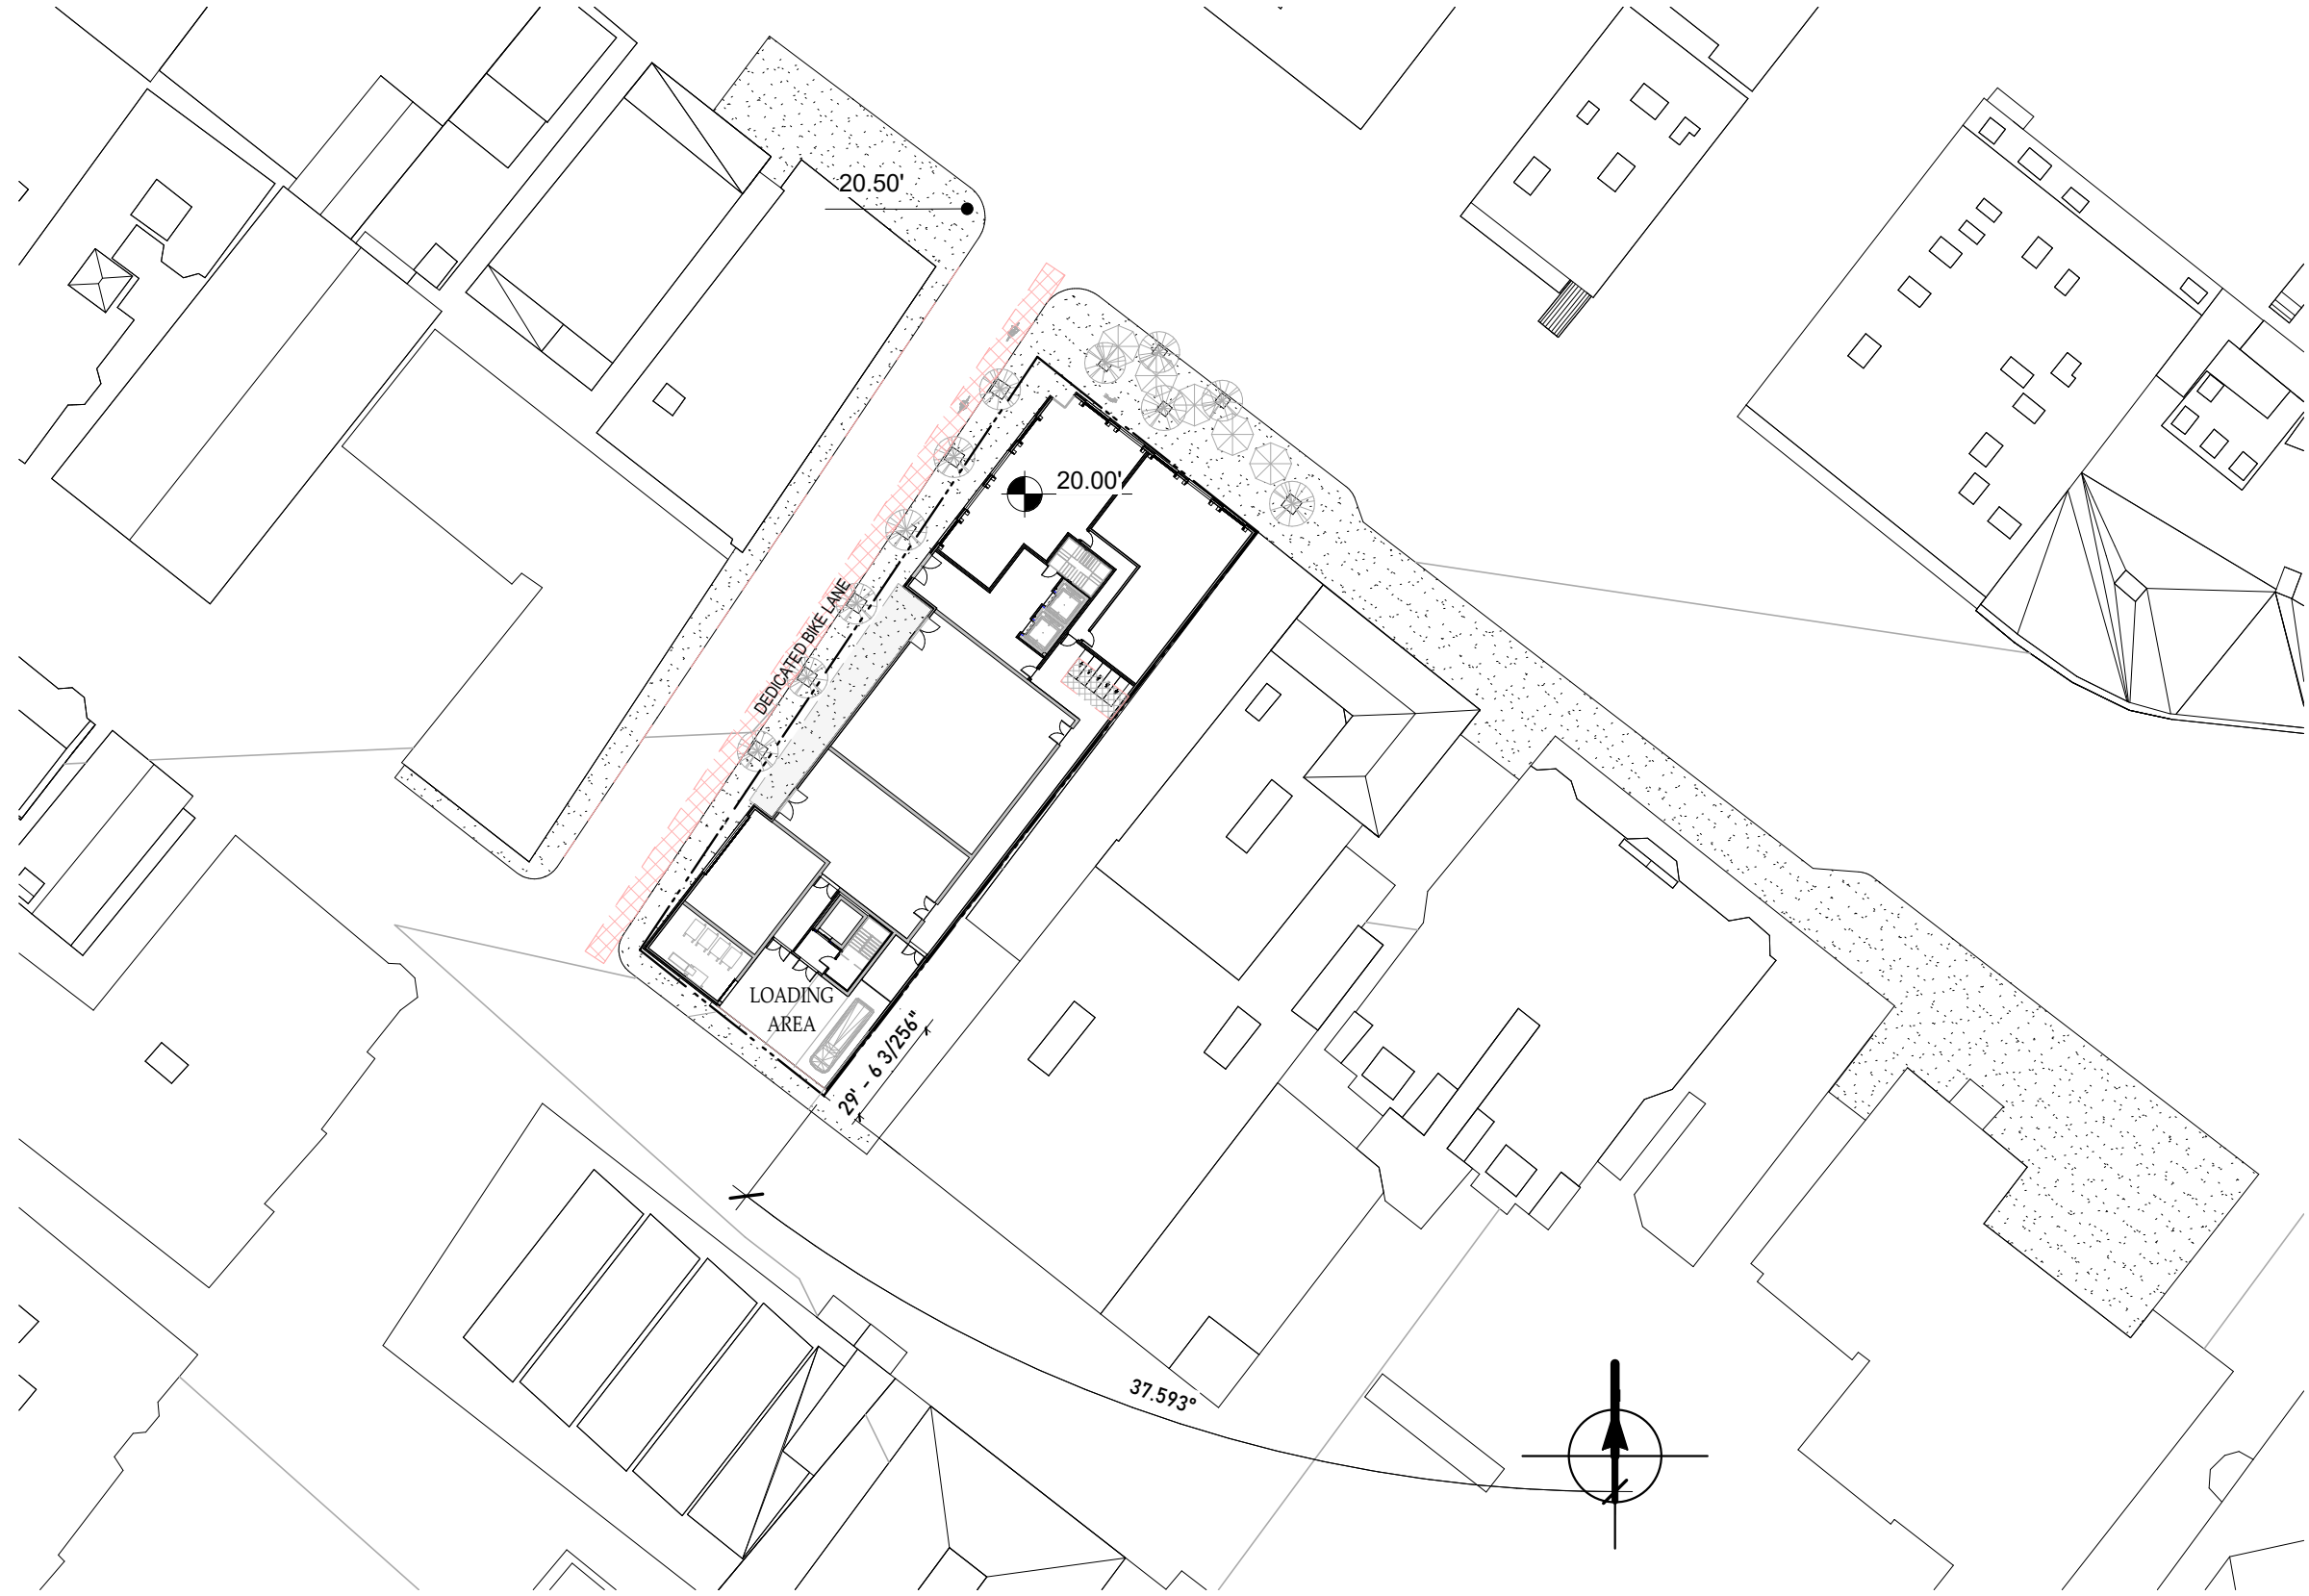 20.50'
20.00'
DEDICATED BIKE LANE
LOADING
AREA
29' - 6 3/256"
37.593°